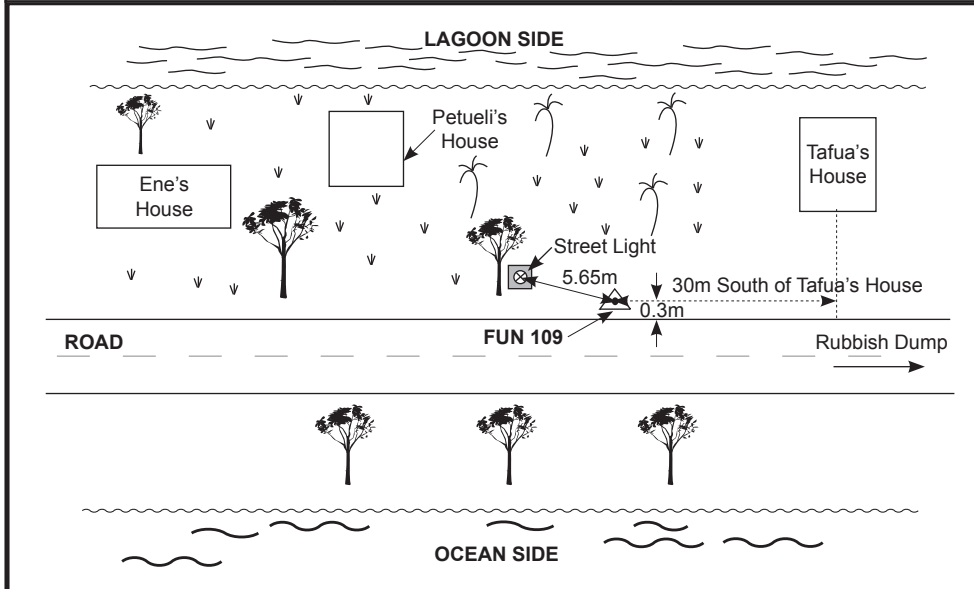 LAGOON SIDE
Petueli's
House
Tafua's
House
Ene's
House
Street Light
5.65m
30m South of Tafua's House
0.3m
FUN 109
ROAD
Rubbish Dump
OCEAN SIDE